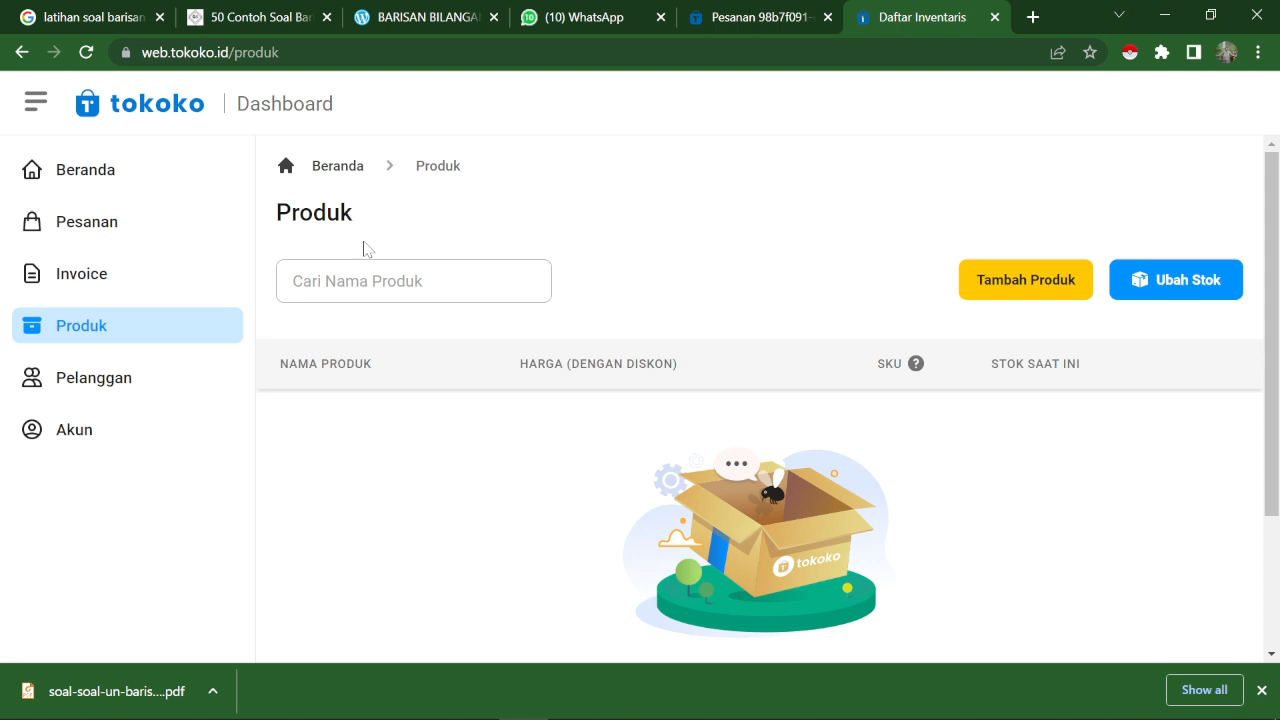 latihan soal barisan
50 Contoh Soal Bar
BARISAN BILANGA
(10) WhatsApp
Pesanan 98b7f091-
Daftar Inventaris
web.tokoko.id/produk
tokoko
Dashboard
Beranda
Pesanan
Invoice
Produk
Pelanggan
Akun
Beranda > Produk
Produk
Cari Nama Produk
Tambah Produk
Ubah Stok
NAMA PRODUK
HARGA (DENGAN DISKON)
SKU ?
STOK SAAT INI
tokoko
soal-soal-un-baris....pdf
Show all